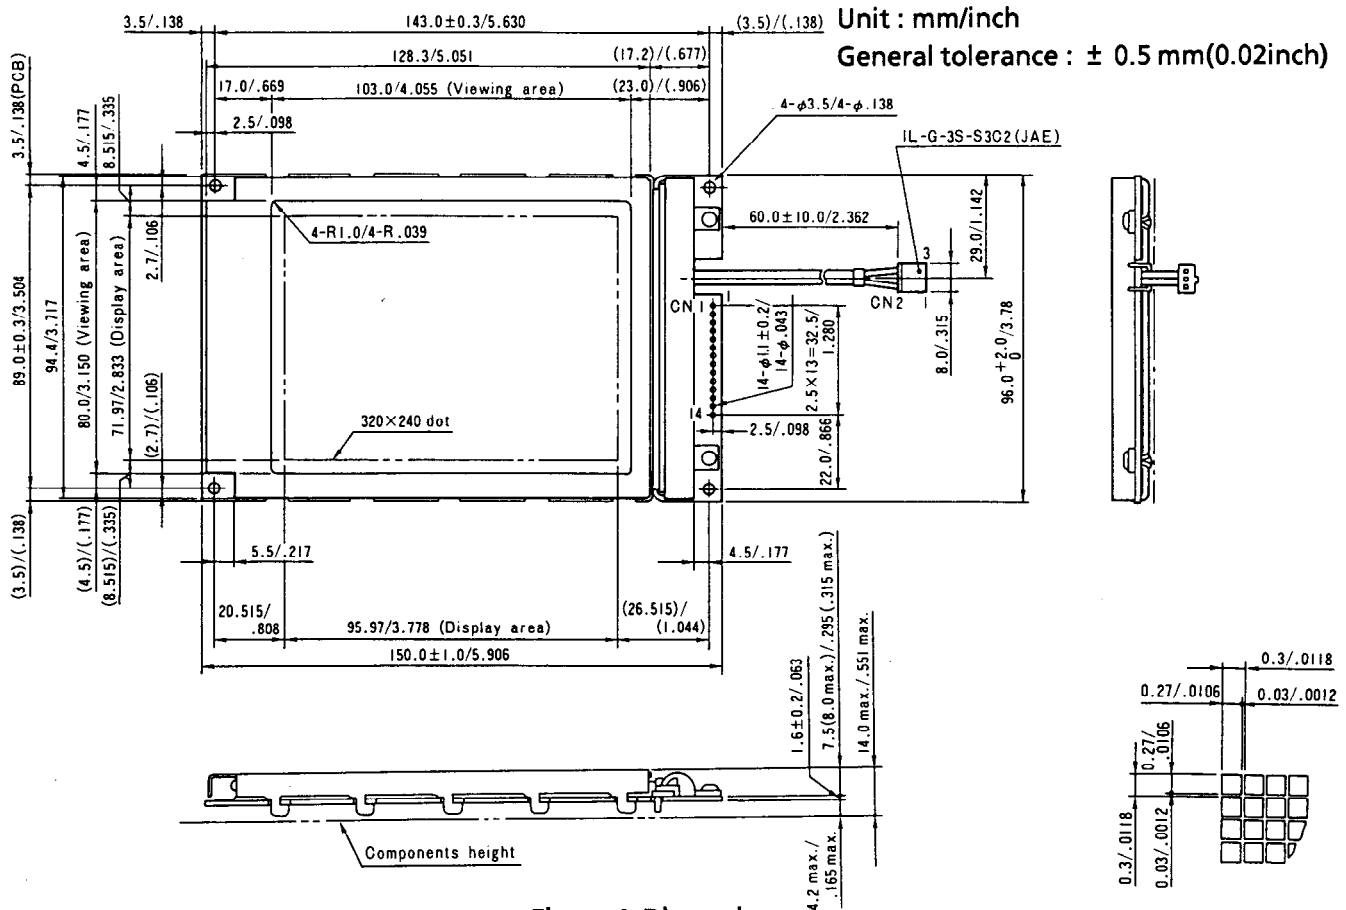 3.5/.138
143.0±0.3/5.630
(3.5)/(.138)
Unit : mm/inch
General tolerance : ± 0.5 mm(0.02inch)
128.3/5.051
(17.2)/(.677)
17.0/.669
103.0/4.055 (Viewing area)
(23.0)/(.906)
2.5/.098
4-φ3.5/4-φ.138
IL-G-3S-S3C2(JAE)
3.5/.138(PCB)
4.5/.177
8.515/.335
4-R1.0/4-R.039
60.0±10.0/2.362
29.0/1.142
2.7/.106
89.0±0.3/3.504
94.4/3.717
80.0/3.150 (Viewing area)
71.97/2.833 (Display area)
(2.7)/(.106)
3
CN1
1
CN2
1
14-φ1.1±0.2/
14-φ.043
2.5×13=32.5/
1.280
8.0/.315
96.0 +2.0 0 /3.78
320×240 dot
14
2.5/.098
22.0/.866
(3.5)/(.138)
(4.5)/(.177)
(8.515)/(.335)
5.5/.217
4.5/.177
20.515/
.808
95.97/3.778 (Display area)
(26.515)/
(1.044)
150.0±1.0/5.906
1.6±0.2/.063
7.5(8.0max.)/.295(.315 max.)
14.0 max./.551 max.
4.2 max./
.165 max.
Components height
0.3/.0118
0.27/.0106
0.03/.0012
0.27/
.0106
0.3/.0118
0.03/.0012